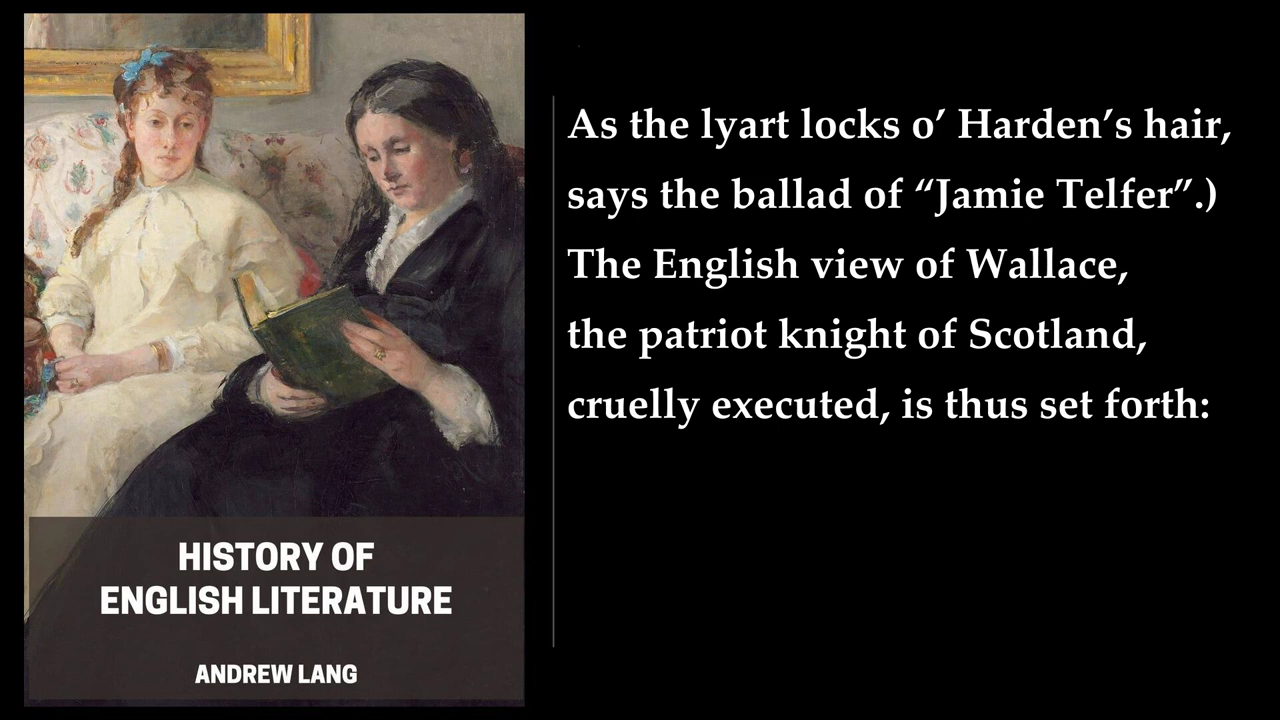 As the lyart locks o’ Harden’s hair,
says the ballad of “Jamie Telfer”.)
The English view of Wallace,
the patriot knight of Scotland,
cruelly executed, is thus set forth:
HISTORY OF
ENGLISH LITERATURE
ANDREW LANG